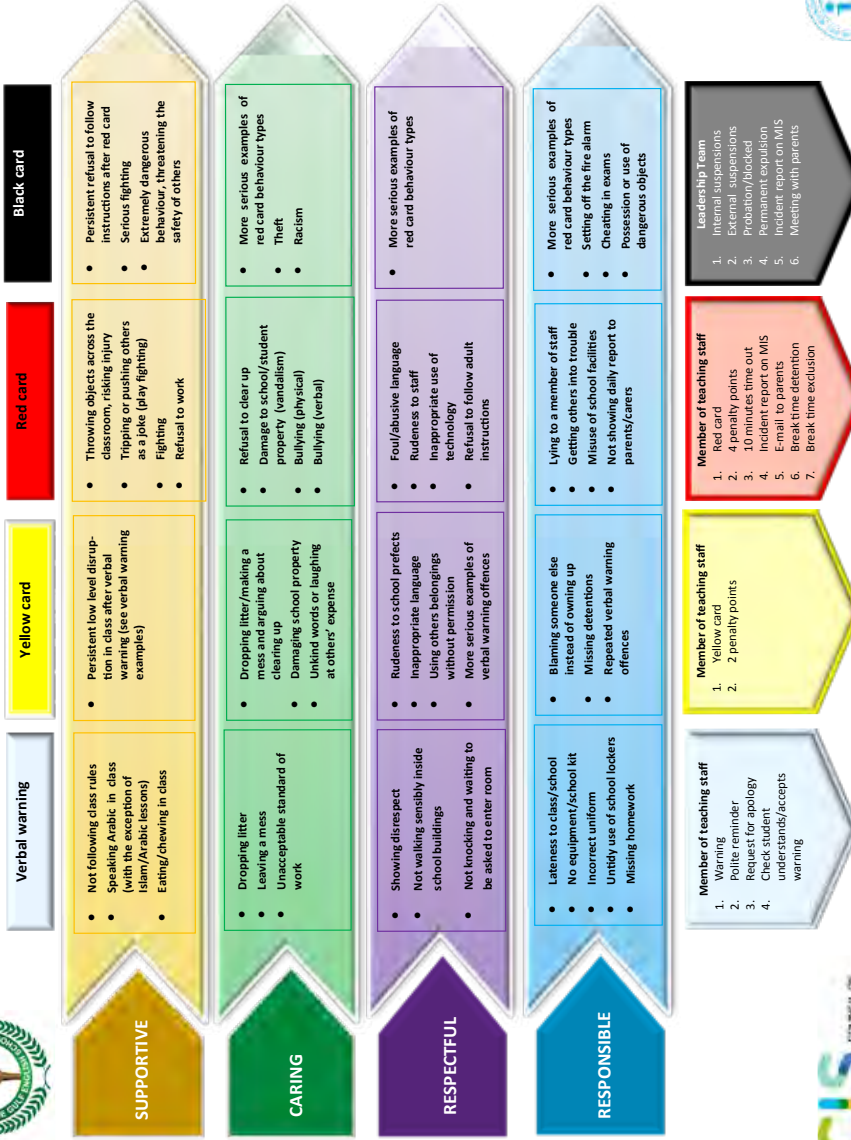 Verbal warning
Yellow card
Red card
Black card
SUPPORTIVE
• Not following class rules
• Speaking Arabic in class
(with the exception of
Islam/Arabic lessons)
• Eating/chewing in class
• Persistent low level disrup-
tion in class after verbal
warning (see verbal warning
examples)
• Throwing objects across the
classroom, risking injury
• Tripping or pushing others
as a joke (play fighting)
• Fighting
• Refusal to work
• Persistent refusal to follow
instructions after red card
• Serious fighting
• Extremely dangerous
behaviour, threatening the
safety of others
CARING
• Dropping litter
• Leaving a mess
• Unacceptable standard of
work
• Dropping litter/making a
mess and arguing about
clearing up
• Damaging school property
• Unkind words or laughing
at others’ expense
• Refusal to clear up
• Damage to school/student
property (vandalism)
• Bullying (physical)
• Bullying (verbal)
• More serious examples of
red card behaviour types
• Theft
• Racism
RESPECTFUL
• Showing disrespect
• Not walking sensibly inside
school buildings
• Not knocking and waiting to
be asked to enter room
• Rudeness to school prefects
• Inappropriate language
• Using others belongings
without permission
• More serious examples of
verbal warning offences
• Foul/abusive language
• Rudeness to staff
• Inappropriate use of
technology
• Refusal to follow adult
instructions
• More serious examples of
red card behaviour types
RESPONSIBLE
• Lateness to class/school
• No equipment/school kit
• Incorrect uniform
• Untidy use of school lockers
• Missing homework
• Blaming someone else
instead of owning up
• Missing detentions
• Repeated verbal warning
offences
• Lying to a member of staff
• Getting others into trouble
• Misuse of school facilities
• Not showing daily report to
parents/carers
• More serious examples of
red card behaviour types
• Setting off the fire alarm
• Cheating in exams
• Possession or use of
dangerous objects
Member of teaching staff
1. Warning
2. Polite reminder
3. Request for apology
4. Check student
understands/accepts
warning
Member of teaching staff
1. Yellow card
2. 2 penalty points
Member of teaching staff
1. Red card
2. 4 penalty points
3. 10 minutes time out
4. Incident report on MIS
5. E-mail to parents
6. Break time detention
7. Break time exclusion
Leadership Team
1. Internal suspensions
2. External suspensions
3. Probation/blocked
4. Permanent expulsion
5. Incident report on MIS
6. Meeting with parents
GULF ENGLISH